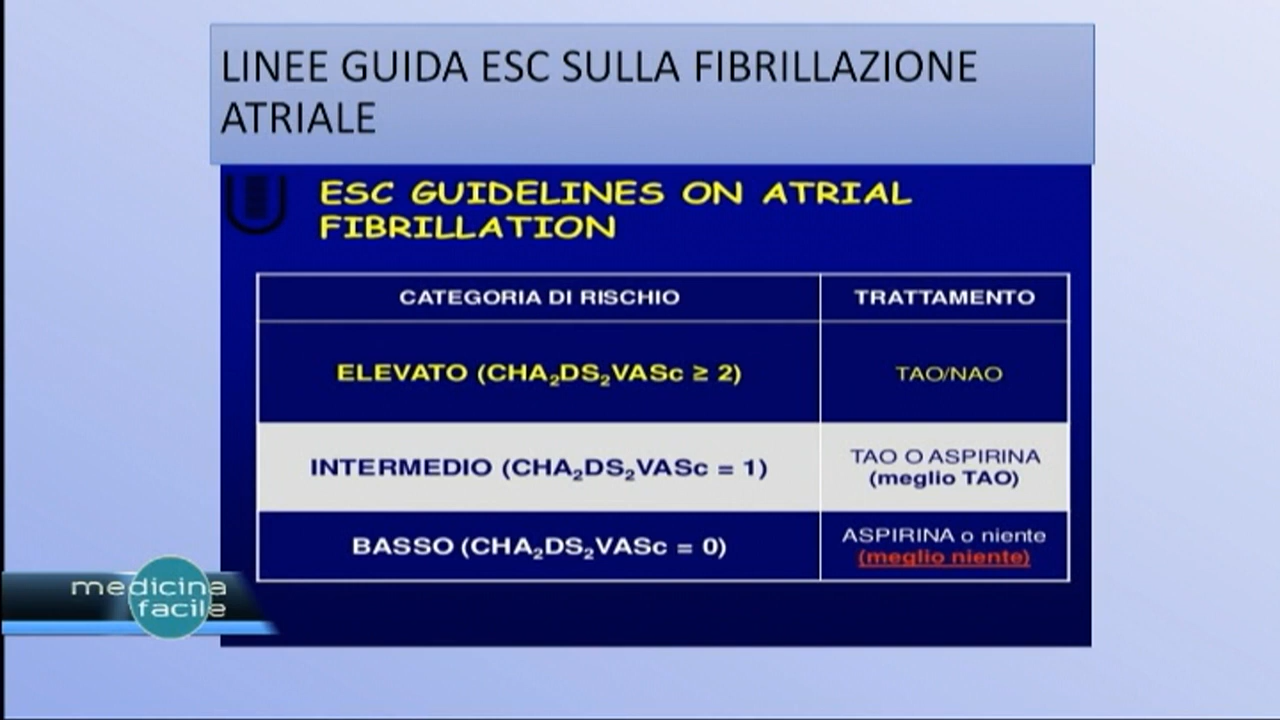 LINEE GUIDA ESC SULLA FIBRILLAZIONE
ATRIALE
ESC GUIDELINES ON ATRIAL
FIBRILLATION
CATEGORIA DI RISCHIO
TRATTAMENTO
ELEVATO (CHA₂DS₂VASc ≥ 2)
TAO/NAO
INTERMEDIO (CHA₂DS₂VASc = 1)
TAO O ASPIRINA
(meglio TAO)
BASSO (CHA₂DS₂VASc = 0)
ASPIRINA o niente
(meglio niente)
medicina
facile